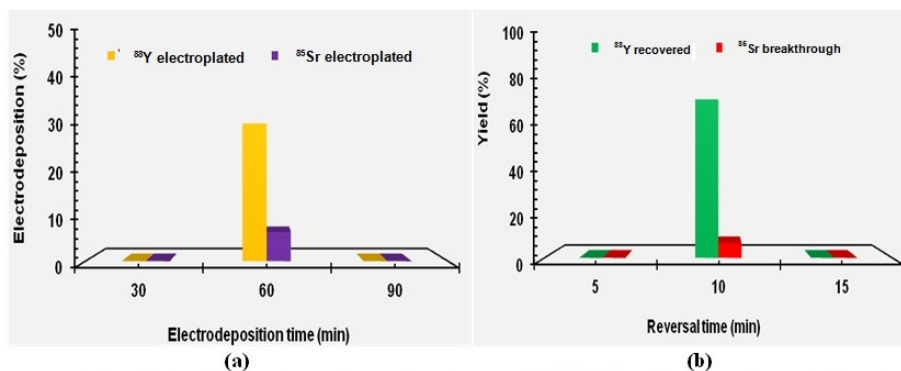 50
40
30
20
10
0
Electrodeposition (%)
⁸⁸Y electroplated ⁸⁵Sr electroplated
30 60 90
Electrodeposition time (min)
(a)
100
80
60
40
20
0
Yield (%)
⁸⁸Y recovered ⁸⁵Sr breakthrough
5 10 15
Reversal time (min)
(b)